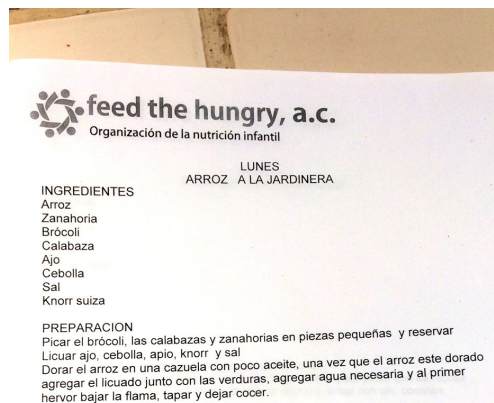 feed the hungry, a.c.
Organización de la nutrición infantil
LUNES
ARROZ A LA JARDINERA
INGREDIENTES
Arroz
Zanahoria
Brócoli
Calabaza
Ajo
Cebolla
Sal
Knorr suiza
PREPARACION
Picar el brócoli, las calabazas y zanahorias en piezas pequeñas y reservar
Licuar ajo, cebolla, apio, knorr y sal
Dorar el arroz en una cazuela con poco aceite, una vez que el arroz este dorado
agregar el licuado junto con las verduras, agregar agua necesaria y al primer
hervor bajar la flama, tapar y dejar cocer.